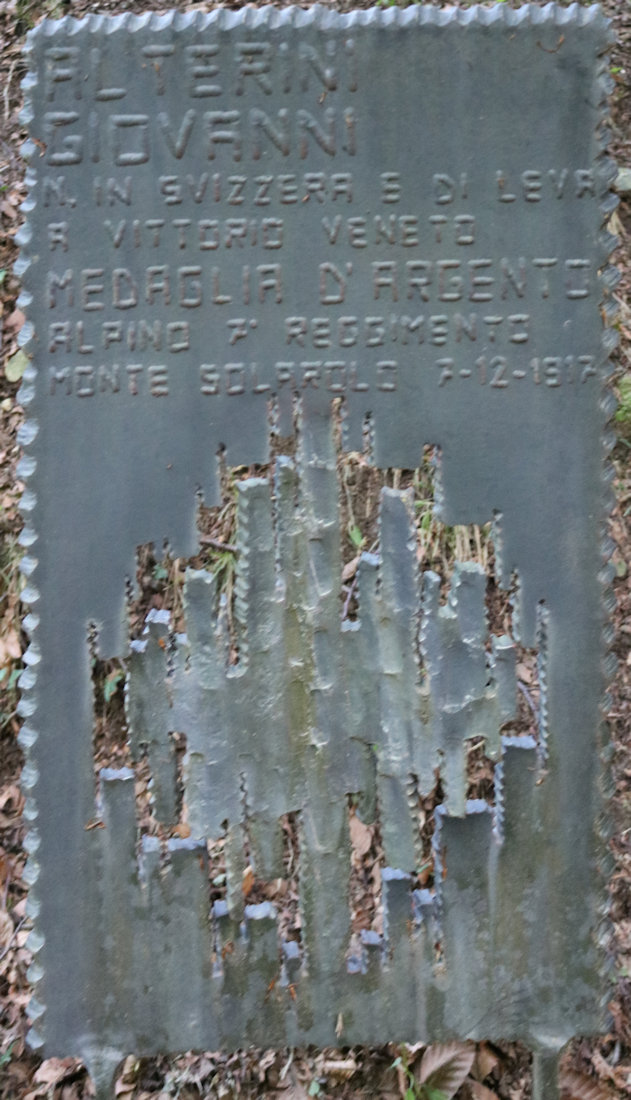 ALTERINI
GIOVANNI
N. IN SVIZZERA E DI LEVA
A VITTORIO VENETO
MEDAGLIA D'ARGENTO
ALPINO 7° REGGIMENTO
MONTE SOLAROLO 7-12-1917